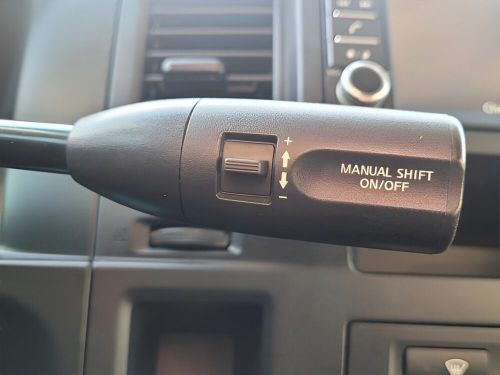 +
MANUAL SHIFT
ON/OFF
-